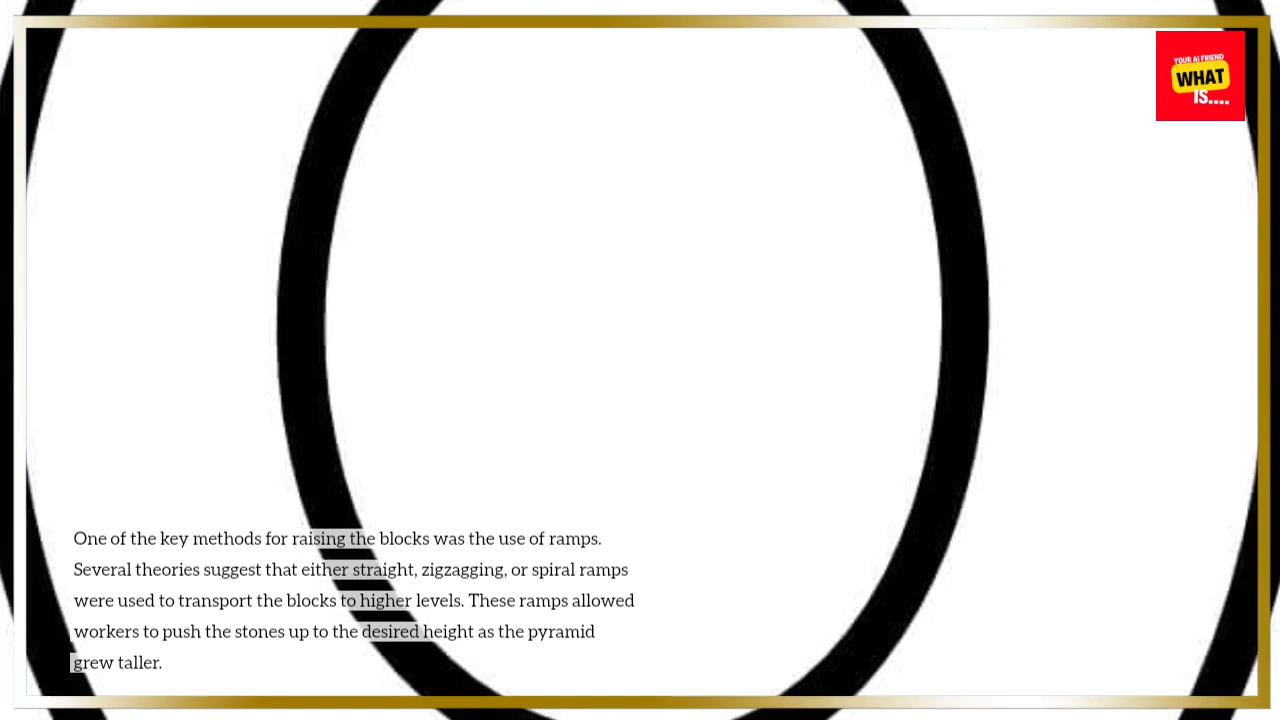 YOUR AI FRIEND
WHAT
IS....
One of the key methods for raising the blocks was the use of ramps.
Several theories suggest that either straight, zigzagging, or spiral ramps
were used to transport the blocks to higher levels. These ramps allowed
workers to push the stones up to the desired height as the pyramid
grew taller.